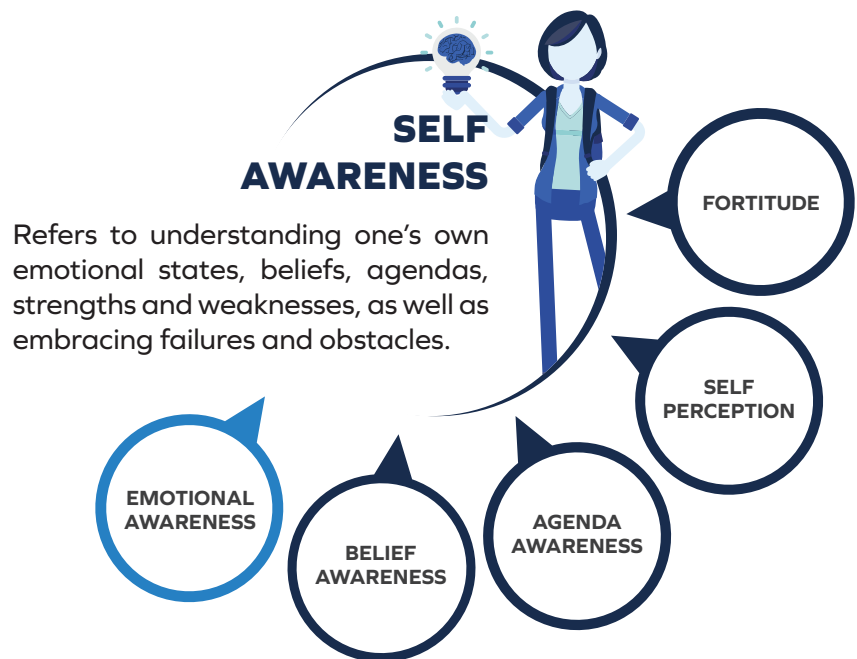 SELF
AWARENESS
Refers to understanding one’s own
emotional states, beliefs, agendas,
strengths and weaknesses, as well as
embracing failures and obstacles.
FORTITUDE
SELF
PERCEPTION
AGENDA
AWARENESS
BELIEF
AWARENESS
EMOTIONAL
AWARENESS